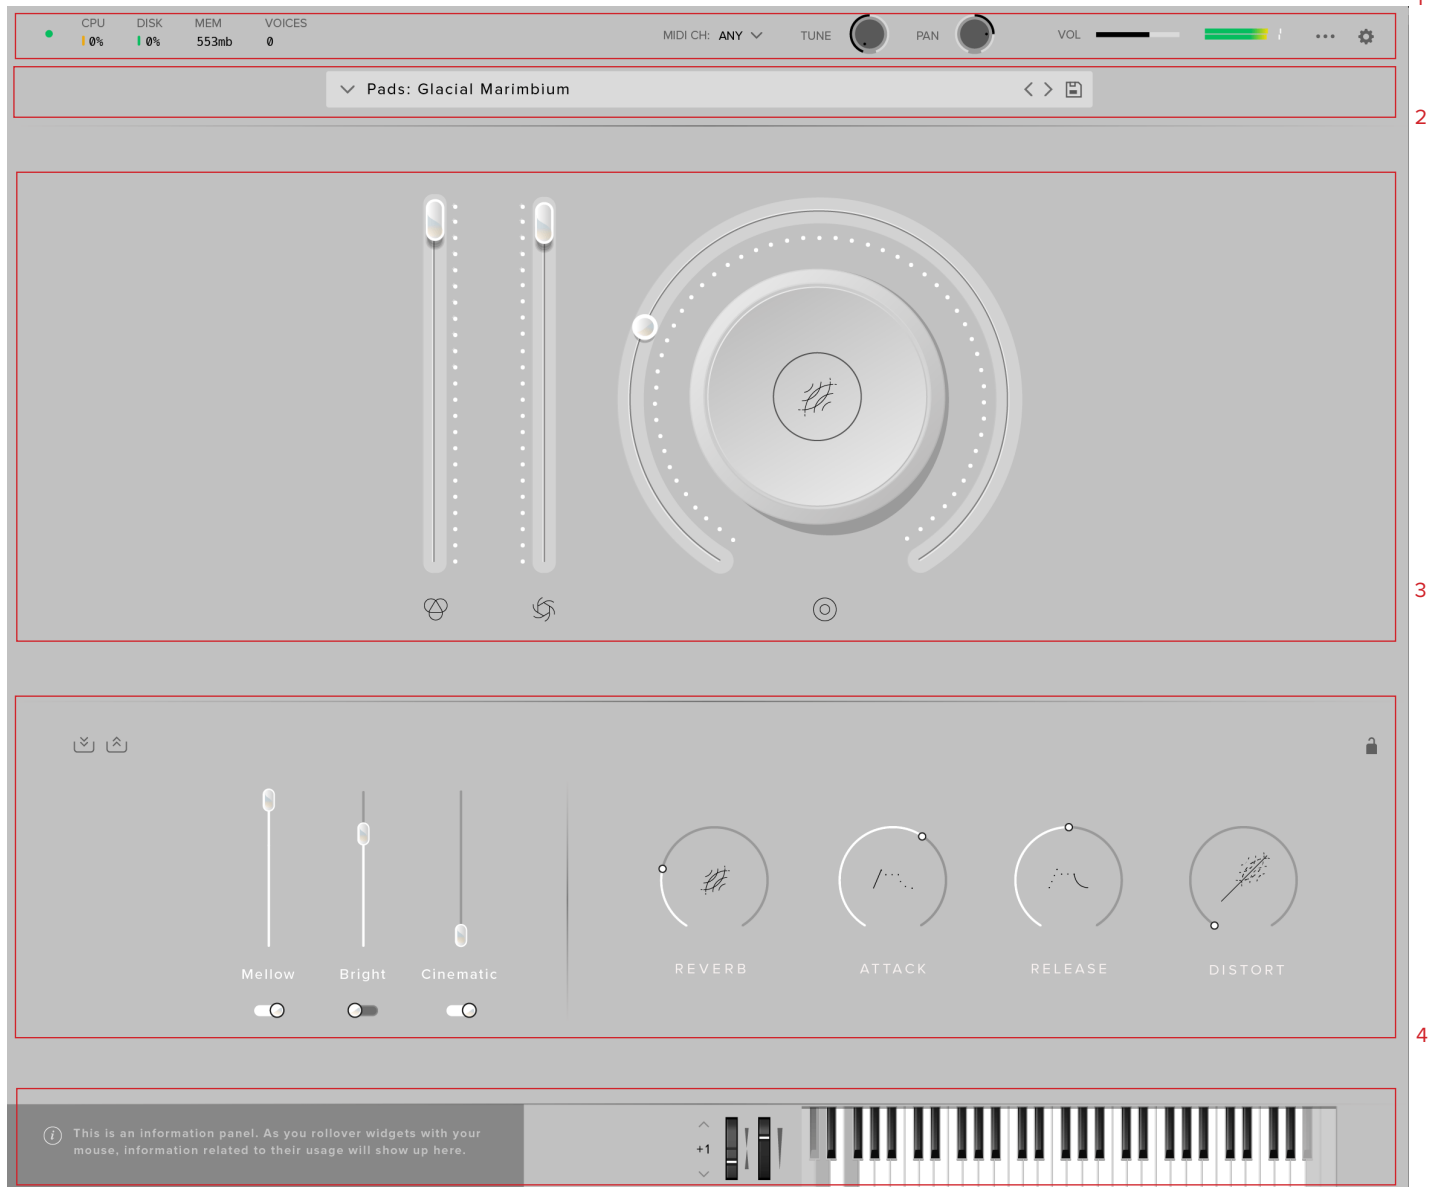 CPU DISK MEM VOICES
0% 0% 553mb 0
MIDI CH: ANY TUNE PAN VOL
Pads: Glacial Marimbium
2
3
Mellow Bright Cinematic
REVERB ATTACK RELEASE DISTORT
4
This is an information panel. As you rollover widgets with your
mouse, information related to their usage will show up here.
+1